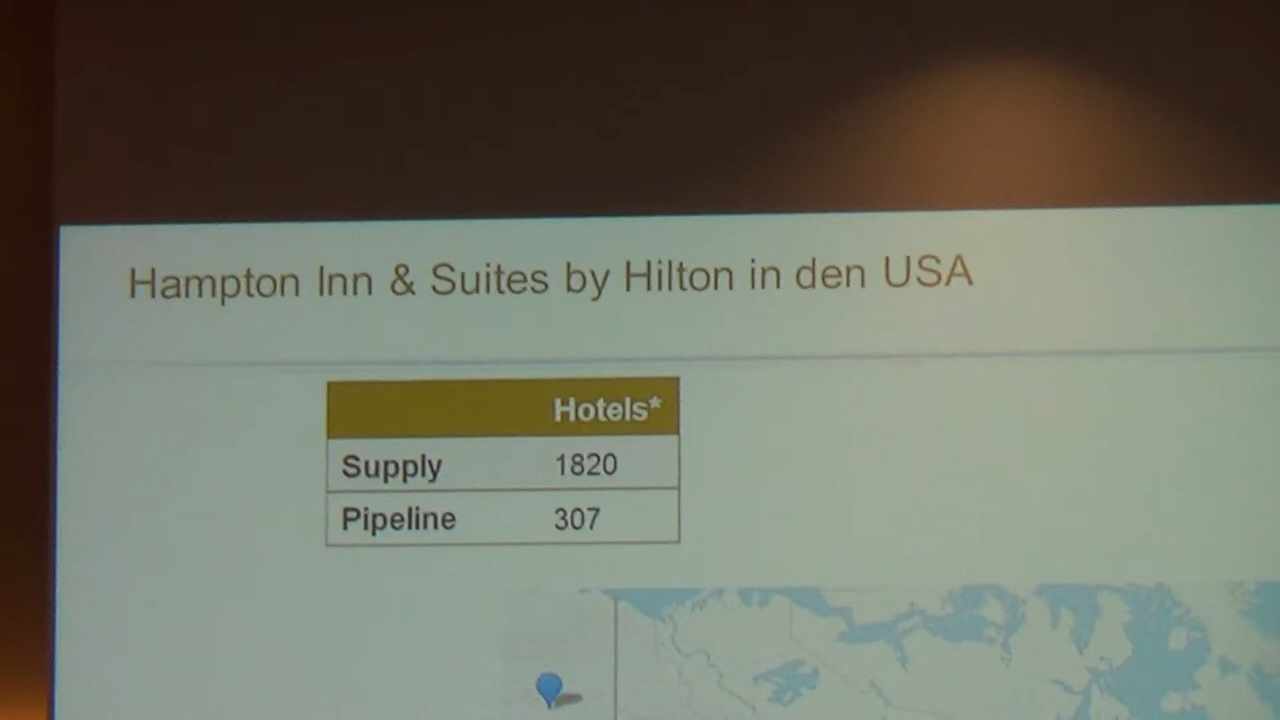 Hampton Inn & Suites by Hilton in den USA
Hotels*
Supply 1820
Pipeline 307